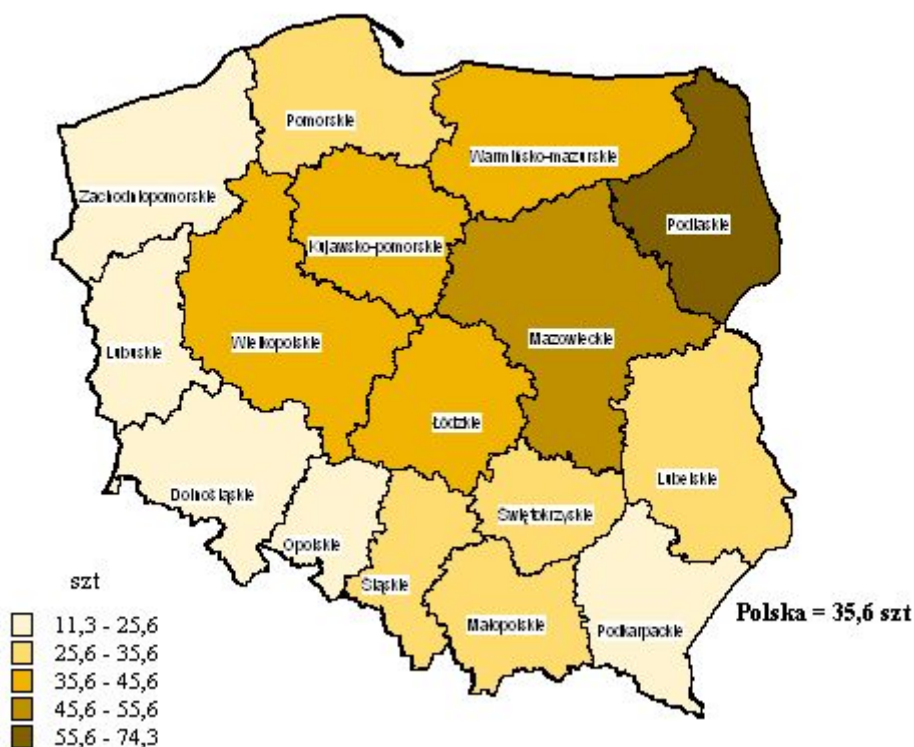 Pomorskie
Warmińsko-mazurskie
Zachodniopomorskie
Podlaskie
Kujawsko-pomorskie
Mazowieckie
Wielkopolskie
Lubuskie
Łódzkie
Lubelskie
Dolnośląskie
Świętokrzyskie
Opolskie
Śląskie
Małopolskie
Podkarpackie
Polska = 35,6 szt
szt
11,3 - 25,6
25,6 - 35,6
35,6 - 45,6
45,6 - 55,6
55,6 - 74,3